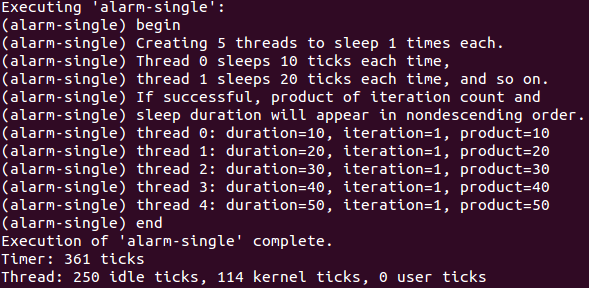 Executing 'alarm-single':
(alarm-single) begin
(alarm-single) Creating 5 threads to sleep 1 times each.
(alarm-single) Thread 0 sleeps 10 ticks each time,
(alarm-single) thread 1 sleeps 20 ticks each time, and so on.
(alarm-single) If successful, product of iteration count and
(alarm-single) sleep duration will appear in nondescending order.
(alarm-single) thread 0: duration=10, iteration=1, product=10
(alarm-single) thread 1: duration=20, iteration=1, product=20
(alarm-single) thread 2: duration=30, iteration=1, product=30
(alarm-single) thread 3: duration=40, iteration=1, product=40
(alarm-single) thread 4: duration=50, iteration=1, product=50
(alarm-single) end
Execution of 'alarm-single' complete.
Timer: 361 ticks
Thread: 250 idle ticks, 114 kernel ticks, 0 user ticks